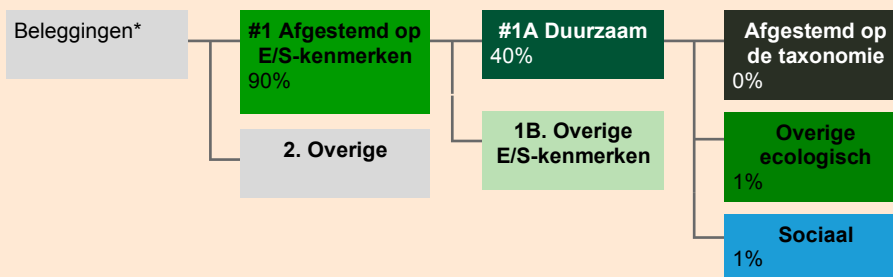 Beleggingen*
#1 Afgestemd op
E/S-kenmerken
90%
2. Overige
#1A Duurzaam
40%
1B. Overige
E/S-kenmerken
Afgestemd op
de taxonomie
0%
Overige
ecologisch
1%
Sociaal
1%